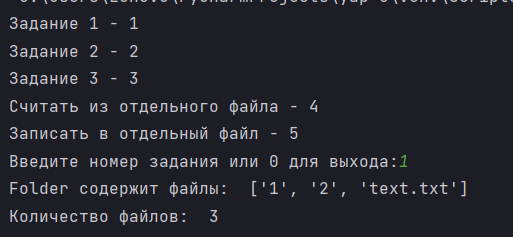 Задание 1 - 1
Задание 2 - 2
Задание 3 - 3
Считать из отдельного файла - 4
Записать в отдельный файл - 5
Введите номер задания или 0 для выхода:1
Folder содержит файлы:  ['1', '2', 'text.txt']
Количество файлов:  3